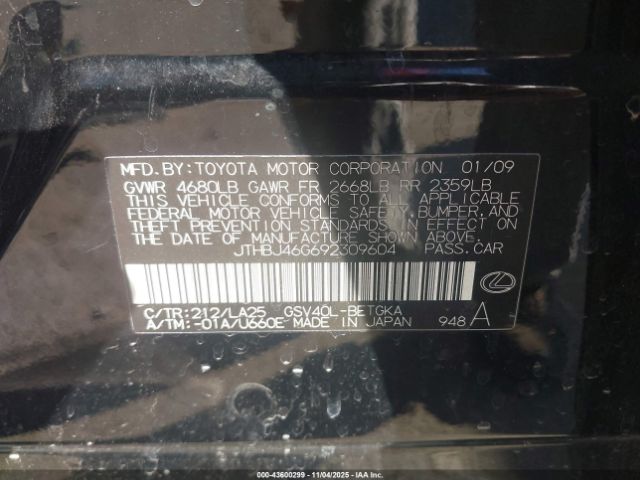 MFD. BY: TOYOTA MOTOR CORPORATION 01/09
GVWR 4680LB GAWR FR 2668LB RR 2359LB
THIS VEHICLE CONFORMS TO ALL APPLICABLE
FEDERAL MOTOR VEHICLE SAFETY, BUMPER, AND
THEFT PREVENTION STANDARDS IN EFFECT ON
THE DATE OF MANUFACTURE SHOWN ABOVE.
JTHBJ46G692309604 PASS. CAR
C/TR: 212/LA25 GSV40L-BETGKA
A/TM: -01A/U660E MADE IN JAPAN 948 A
000-43600299 - 11/04/2025 - IAA Corp.